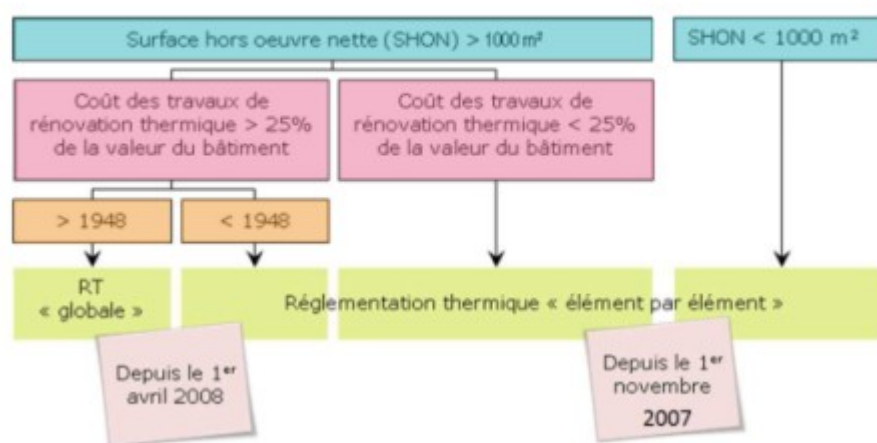 Surface hors oeuvre nette (SHON) > 1000 m²
SHON < 1000 m²
Coût des travaux de
rénovation thermique > 25%
de la valeur du bâtiment
Coût des travaux de
rénovation thermique < 25%
de la valeur du bâtiment
> 1948
< 1948
RT
« globale »
Réglementation thermique « élément par élément »
Depuis le 1er
avril 2008
Depuis le 1er
novembre
2007